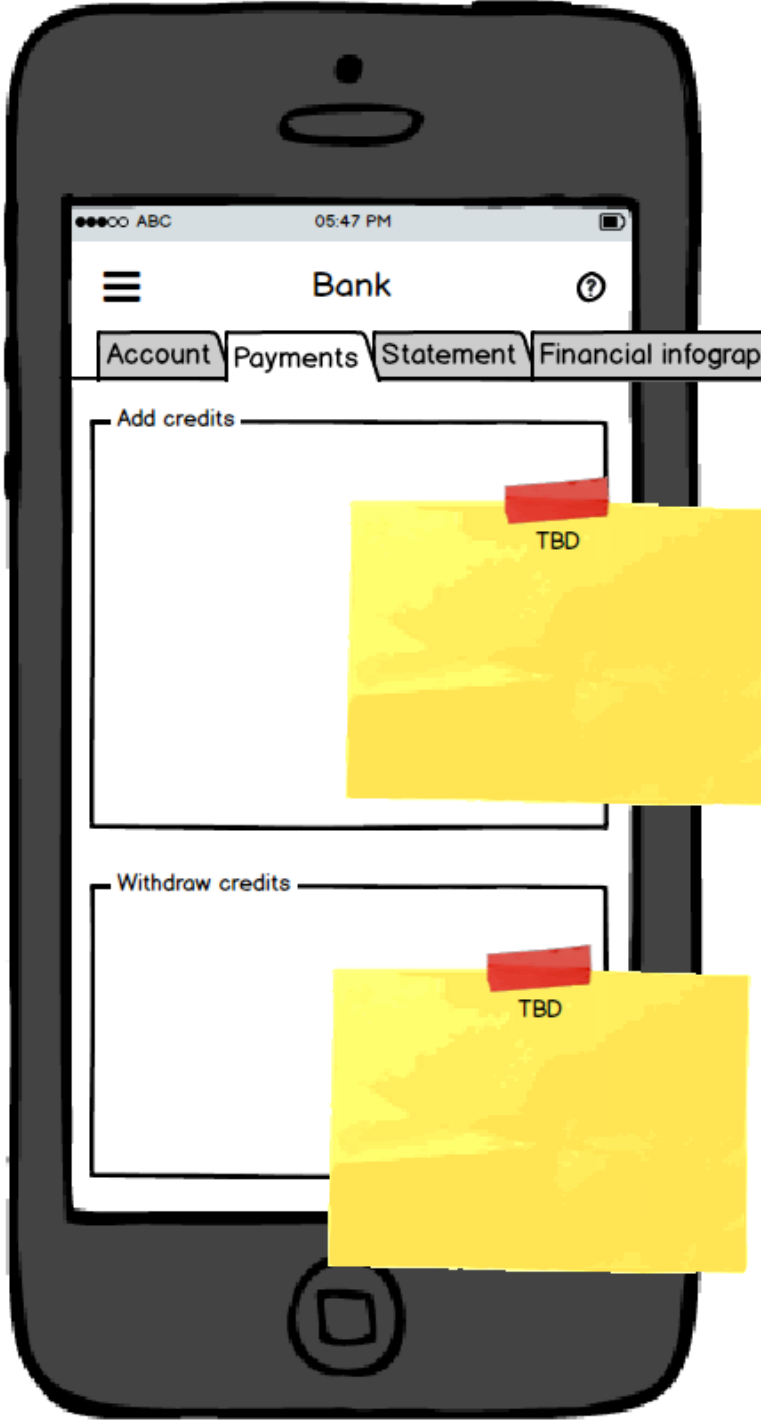 ABC 05:47 PM
Bank
Account Payments Statement Financial infograp
Add credits
TBD
Withdraw credits
TBD